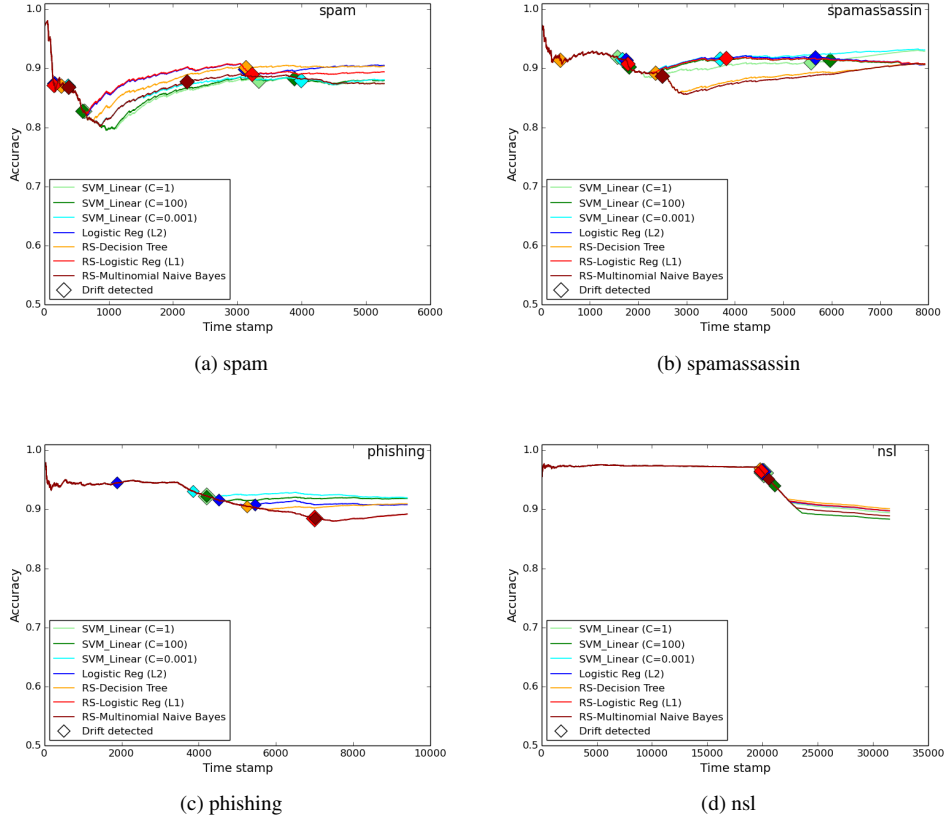 spam
1.0
0.9
0.8
0.7
0.6
0.5
Accuracy
SVM_Linear (C=1)
SVM_Linear (C=100)
SVM_Linear (C=0.001)
Logistic Reg (L2)
RS-Decision Tree
RS-Logistic Reg (L1)
RS-Multinomial Naive Bayes
Drift detected
0 1000 2000 3000 4000 5000 6000
Time stamp
(a) spam
spamassassin
1.0
0.9
0.8
0.7
0.6
0.5
Accuracy
SVM_Linear (C=1)
SVM_Linear (C=100)
SVM_Linear (C=0.001)
Logistic Reg (L2)
RS-Decision Tree
RS-Logistic Reg (L1)
RS-Multinomial Naive Bayes
Drift detected
0 1000 2000 3000 4000 5000 6000 7000 8000
Time stamp
(b) spamassassin
phishing
1.0
0.9
0.8
0.7
0.6
0.5
Accuracy
SVM_Linear (C=1)
SVM_Linear (C=100)
SVM_Linear (C=0.001)
Logistic Reg (L2)
RS-Decision Tree
RS-Logistic Reg (L1)
RS-Multinomial Naive Bayes
Drift detected
0 2000 4000 6000 8000 10000
Time stamp
(c) phishing
nsl
1.0
0.9
0.8
0.7
0.6
0.5
Accuracy
SVM_Linear (C=1)
SVM_Linear (C=100)
SVM_Linear (C=0.001)
Logistic Reg (L2)
RS-Decision Tree
RS-Logistic Reg (L1)
RS-Multinomial Naive Bayes
Drift detected
0 5000 10000 15000 20000 25000 30000 35000
Time stamp
(d) nsl